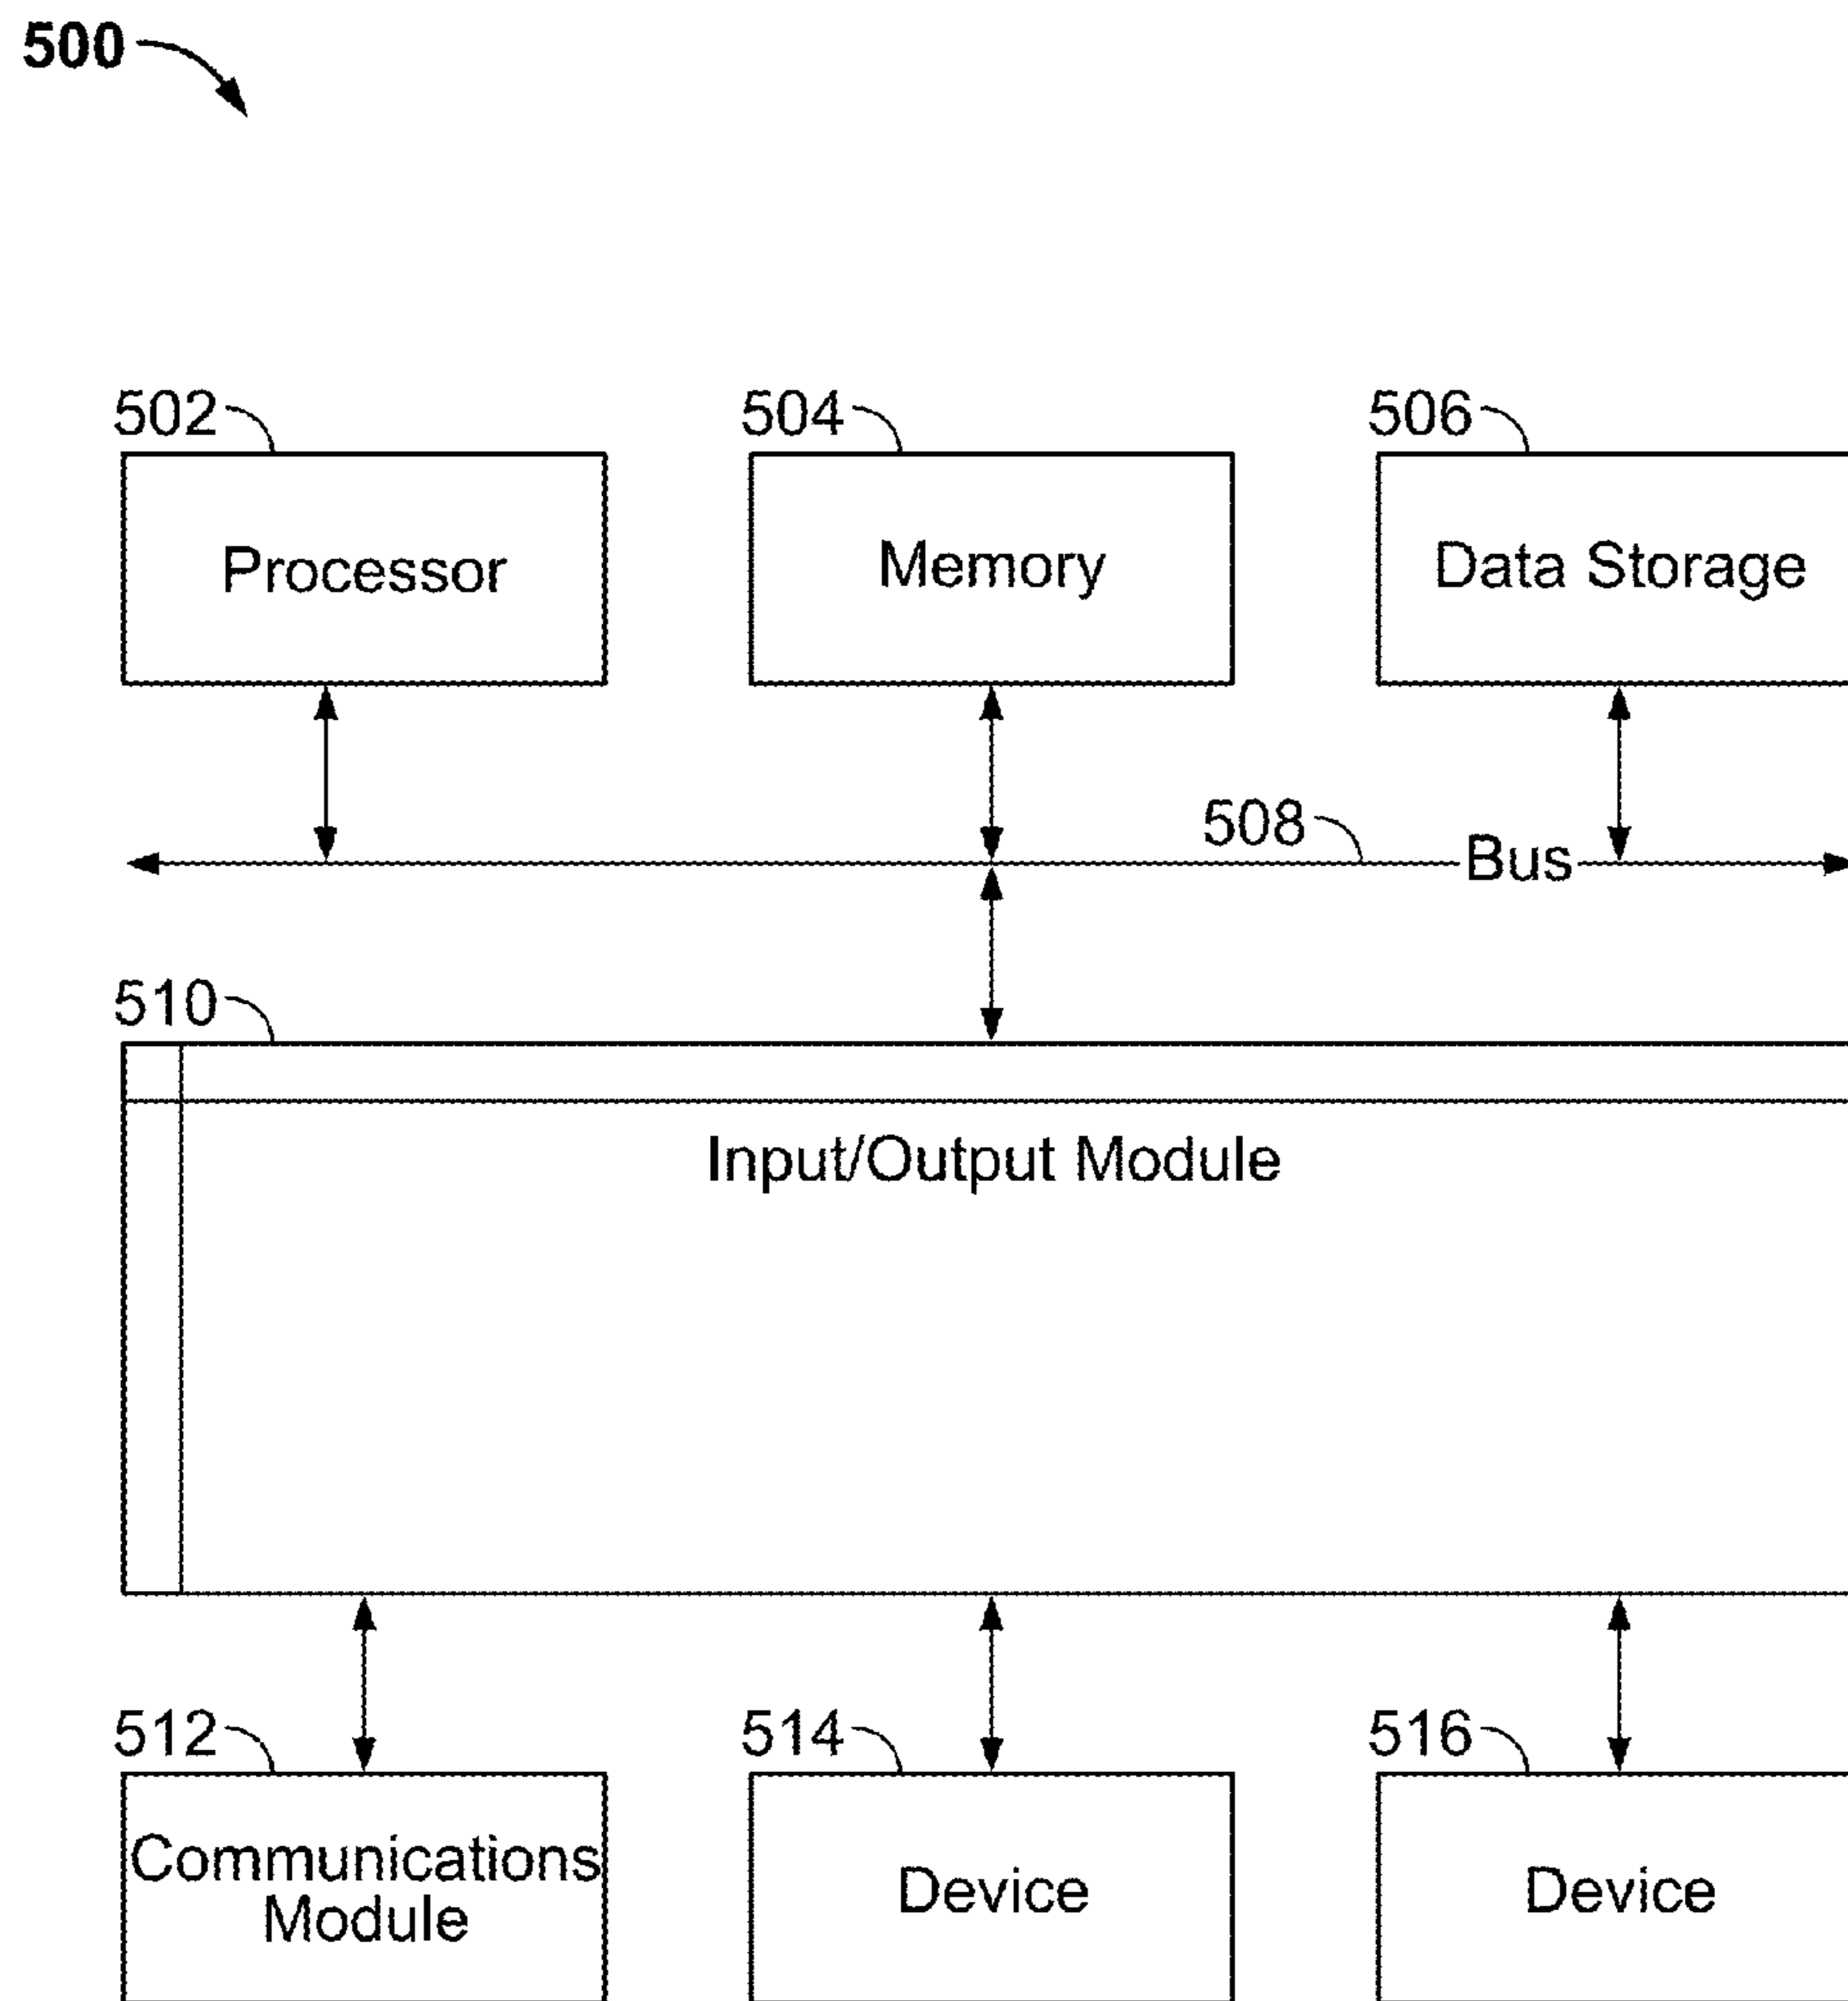 500
502
504
506
Processor
Memory
Data Storage
508
Bus
510
Input/Output Module
512
514
516
Communications
Module
Device
Device